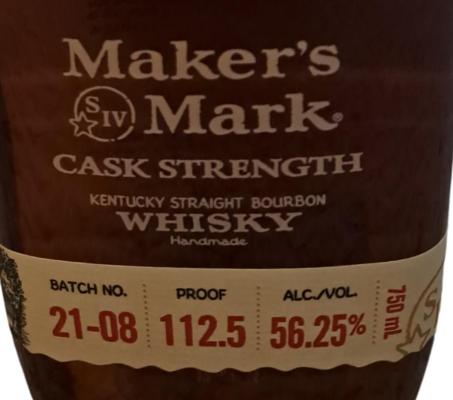 Maker's
S IV Mark®
CASK STRENGTH
KENTUCKY STRAIGHT BOURBON
WHISKY
Handmade
BATCH NO. PROOF ALC./VOL. 750 mL
21-08 112.5 56.25%
S